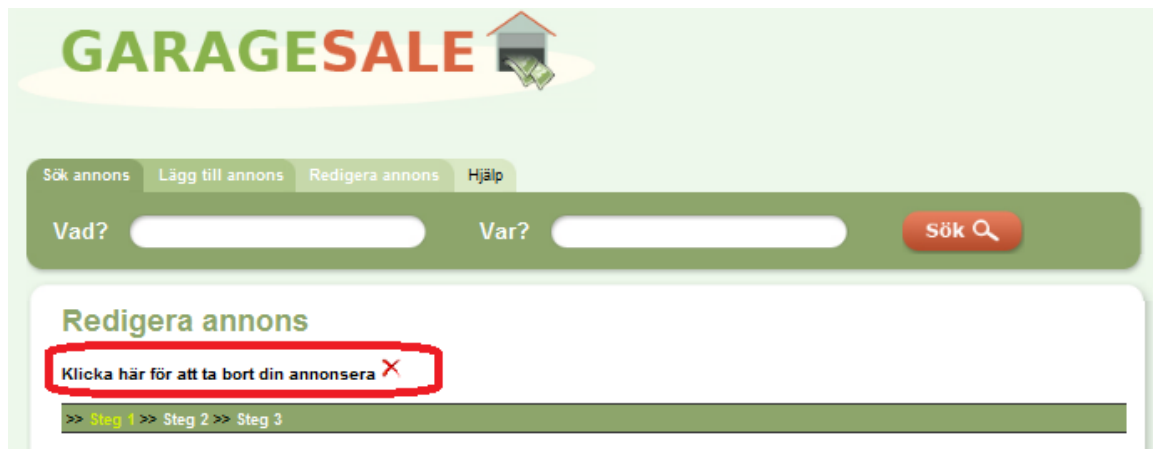 GARAGESALE
Sök annons Lägg till annons Redigera annons Hjälp
Vad? Var? Sök
Redigera annons
Klicka här för att ta bort din annonsera
>> Steg 1 >> Steg 2 >> Steg 3